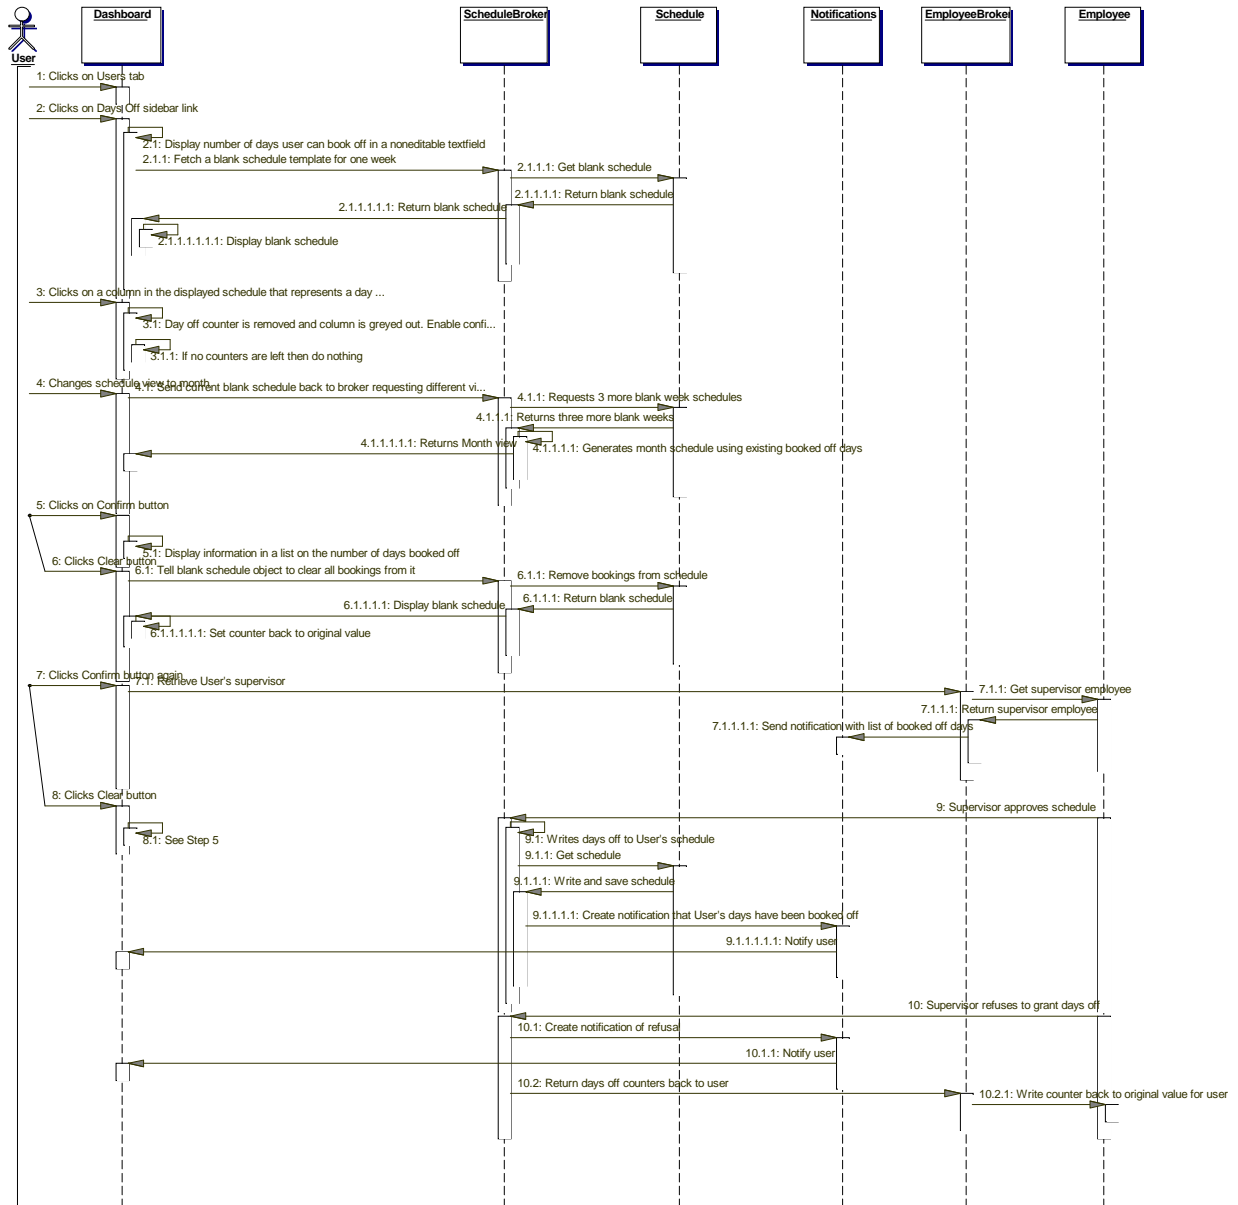 Dashboard
ScheduleBroker
Schedule
Notifications
EmployeeBroker
Employee
User
1: Clicks on Users tab
2: Clicks on Days Off sidebar link
2.1: Display number of days user can book off in a noneditable textfield
2.1.1: Fetch a blank schedule template for one week
2.1.1.1: Get blank schedule
2.1.1.1.1: Return blank schedule
2.1.1.1.1.1: Return blank schedule
2.1.1.1.1.1.1: Display blank schedule
3: Clicks on a column in the displayed schedule that represents a day ...
3.1: Day off counter is removed and column is greyed out. Enable confi...
3.1.1: If no counters are left then do nothing
4: Changes schedule view to month
4.1: Send current blank schedule back to broker requesting different vi...
4.1.1: Requests 3 more blank week schedules
4.1.1.1: Returns three more blank weeks
4.1.1.1.1.1: Returns Month view
4.1.1.1.1: Generates month schedule using existing booked off days
5: Clicks on Confirm button
5.1: Display information in a list on the number of days booked off
6: Clicks Clear button
6.1: Tell blank schedule object to clear all bookings from it
6.1.1: Remove bookings from schedule
6.1.1.1: Return blank schedule
6.1.1.1.1: Display blank schedule
6.1.1.1.1.1: Set counter back to original value
7: Clicks Confirm button again
7.1: Retrieve User's supervisor
7.1.1: Get supervisor employee
7.1.1.1: Return supervisor employee
7.1.1.1.1: Send notification with list of booked off days
8: Clicks Clear button
8.1: See Step 5
9: Supervisor approves schedule
9.1: Writes days off to User's schedule
9.1.1: Get schedule
9.1.1.1: Write and save schedule
9.1.1.1.1: Create notification that User's days have been booked off
9.1.1.1.1.1: Notify user
10: Supervisor refuses to grant days off
10.1: Create notification of refusal
10.1.1: Notify user
10.2: Return days off counters back to user
10.2.1: Write counter back to original value for user